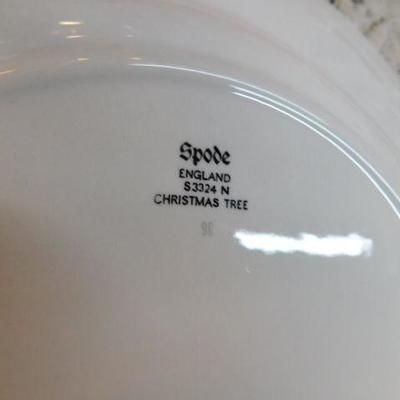 Spode
ENGLAND
S3324 N
CHRISTMAS TREE